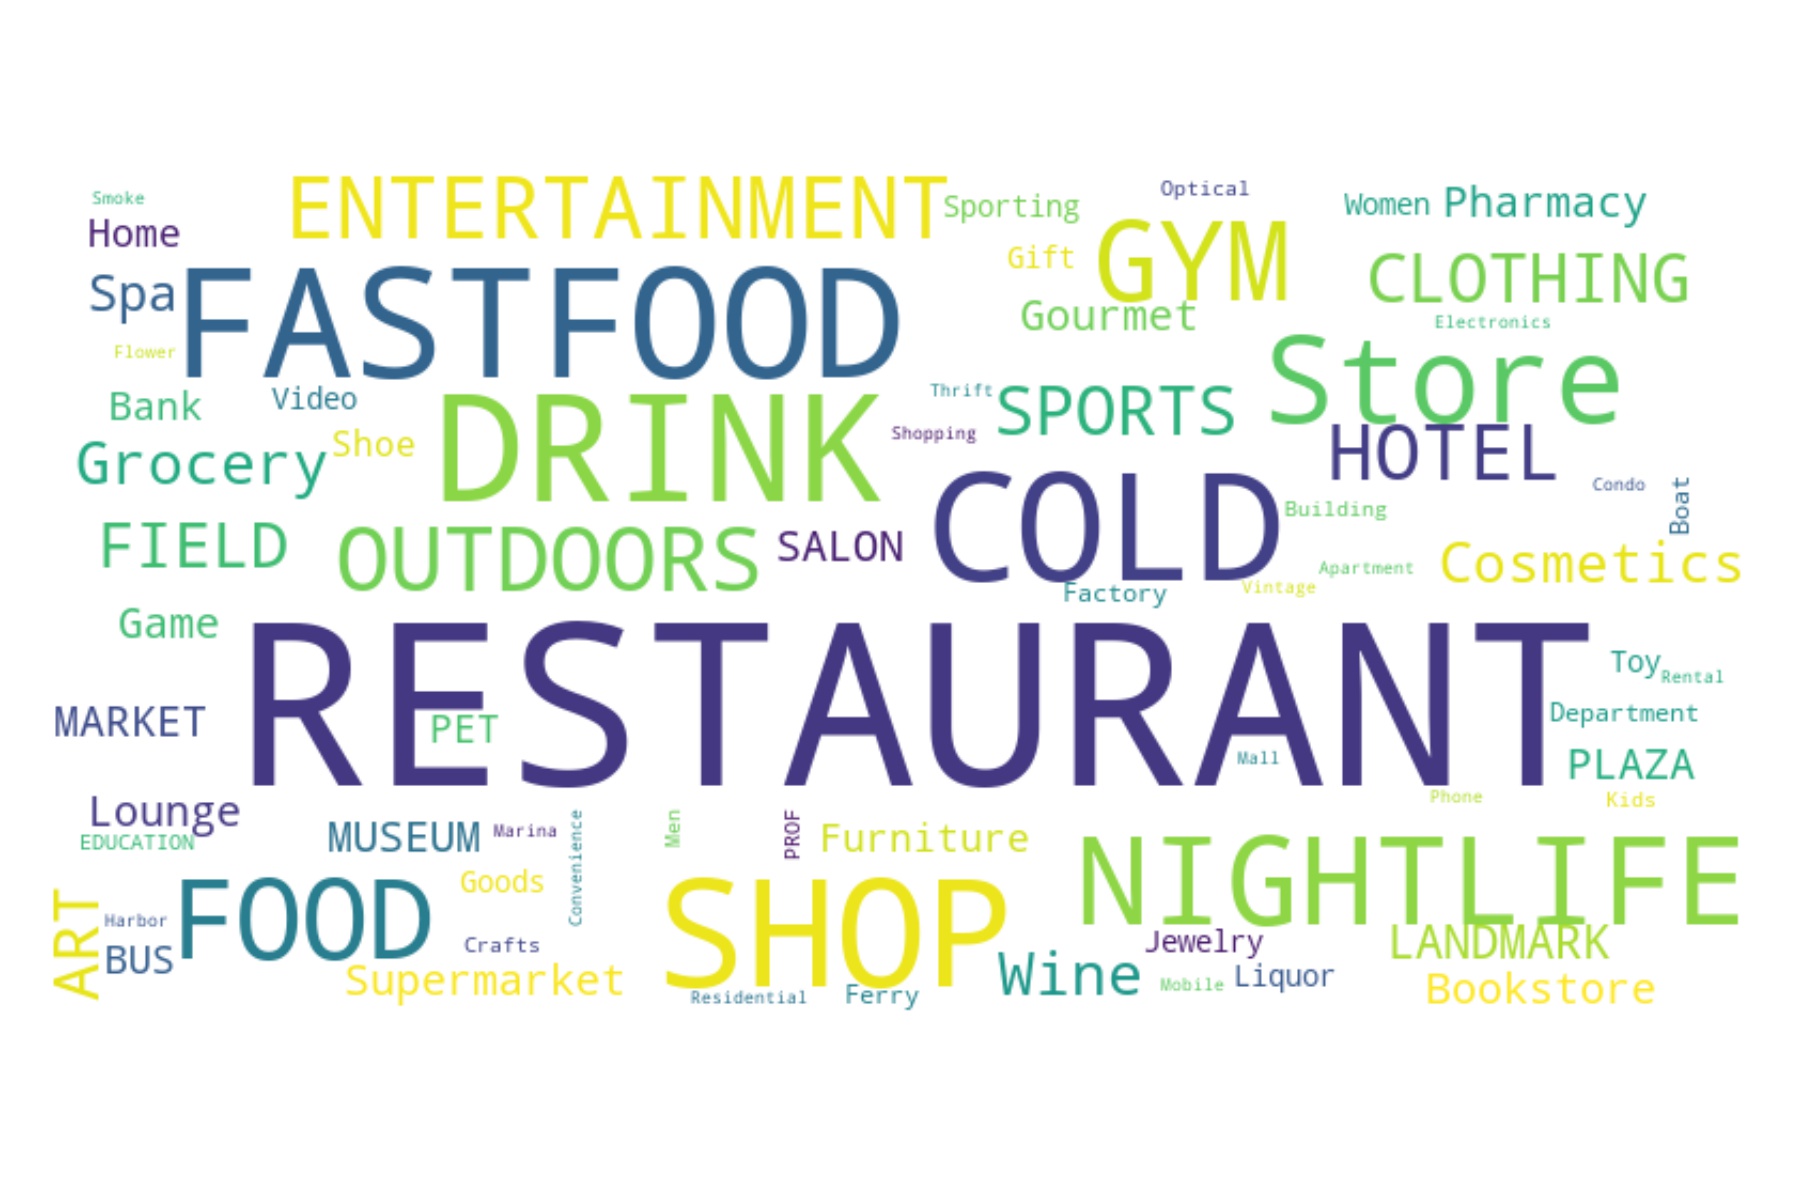 Smoke
ENTERTAINMENT
Sporting
Optical
Women
Pharmacy
Home
Gift
GYM
CLOTHING
Spa
FASTFOOD
Gourmet
Electronics
Flower
Store
Bank
Video
DRINK
Thrift
SPORTS
Shopping
Shoe
Grocery
HOTEL
Condo
Boat
COLD
Building
FIELD
OUTDOORS
SALON
Cosmetics
Apartment
Vintage
Factory
Game
RESTAURANT
Toy
Rental
MARKET
PET
Department
Mall
PLAZA
Phone
Kids
Lounge
EDUCATION
MUSEUM
Marina
Convenience
Men
PROF
Furniture
NIGHTLIFE
ART
Harbor
FOOD
Goods
SHOP
BUS
Crafts
Jewelry
LANDMARK
Supermarket
Wine
Mobile
Liquor
Bookstore
Residential
Ferry